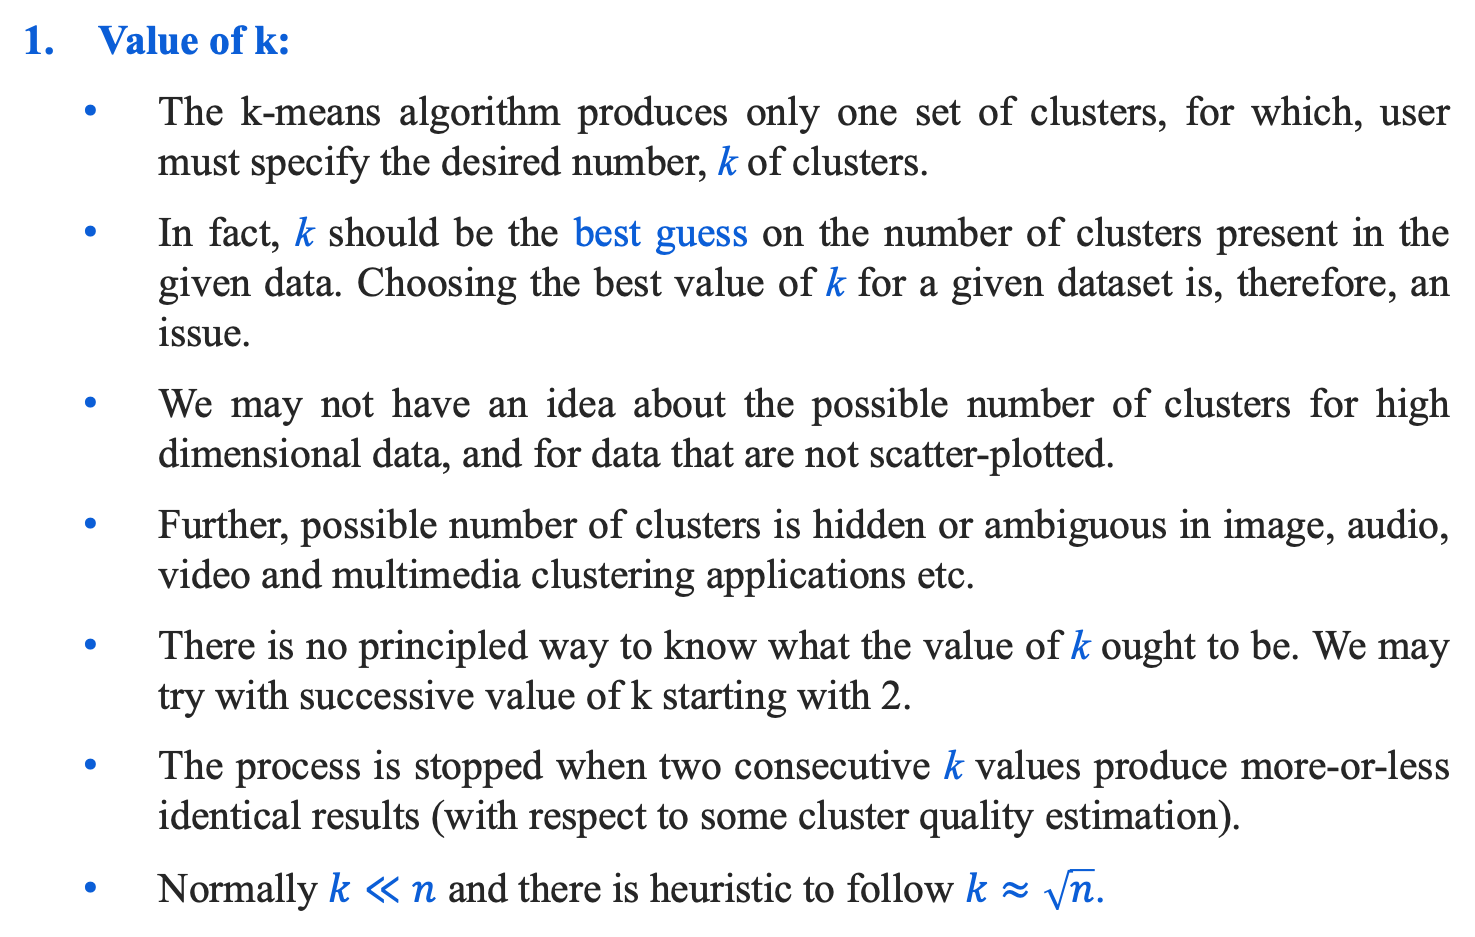 1. Value of k:
• The k-means algorithm produces only one set of clusters, for which, user
must specify the desired number, k of clusters.
• In fact, k should be the best guess on the number of clusters present in the
given data. Choosing the best value of k for a given dataset is, therefore, an
issue.
• We may not have an idea about the possible number of clusters for high
dimensional data, and for data that are not scatter-plotted.
• Further, possible number of clusters is hidden or ambiguous in image, audio,
video and multimedia clustering applications etc.
• There is no principled way to know what the value of k ought to be. We may
try with successive value of k starting with 2.
• The process is stopped when two consecutive k values produce more-or-less
identical results (with respect to some cluster quality estimation).
• Normally k ≪ n and there is heuristic to follow k ≈ √n.